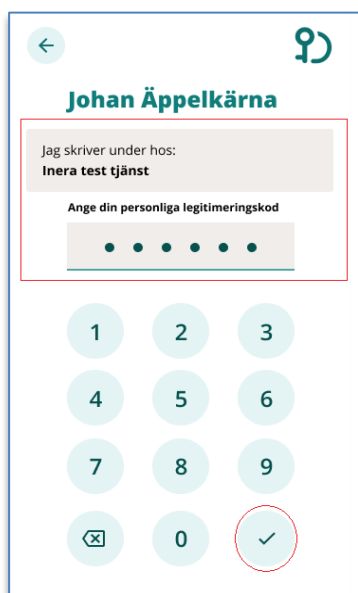 Johan Äppelkärna
Jag skriver under hos:
Inera test tjänst
Ange din personliga legitimeringskod
1 2 3
4 5 6
7 8 9
0